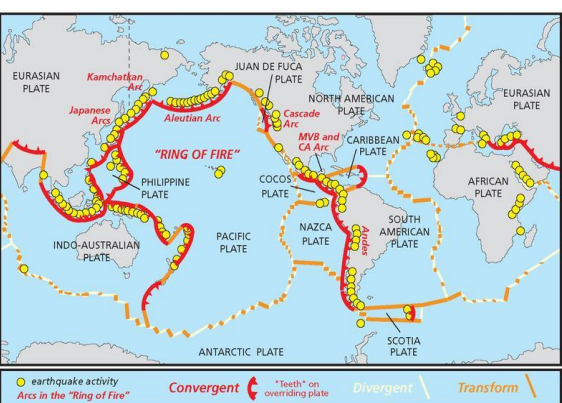 EURASIAN
PLATE
Kamchatkan
Arc
Japanese
Arcs
Aleutian Arc
"RING OF FIRE"
JUAN DE FUCA
PLATE
NORTH AMERICAN
PLATE
Cascade
Arc
MVB and
CA Arc
CARIBBEAN
PLATE
EURASIAN
PLATE
PHILIPPINE
PLATE
COCOS
PLATE
AFRICAN
PLATE
INDO-AUSTRALIAN
PLATE
PACIFIC
PLATE
NAZCA
PLATE
Andes
SOUTH
AMERICAN
PLATE
ANTARCTIC PLATE
SCOTIA
PLATE
earthquake activity
Arcs in the "Ring of Fire"
Convergent
"Teeth" on
overriding plate
Divergent
Transform